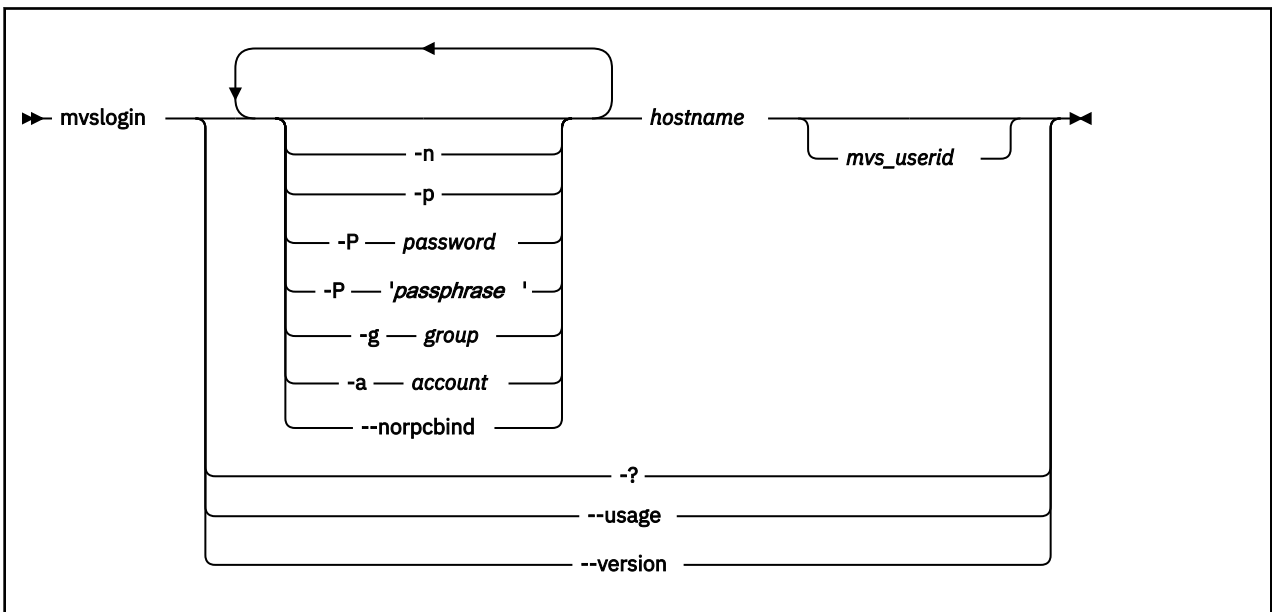 mvslogin hostname
mvs_userid
-n
-p
-P password
-P 'passphrase '
-g group
-a account
--norpcbind
-?
--usage
--version